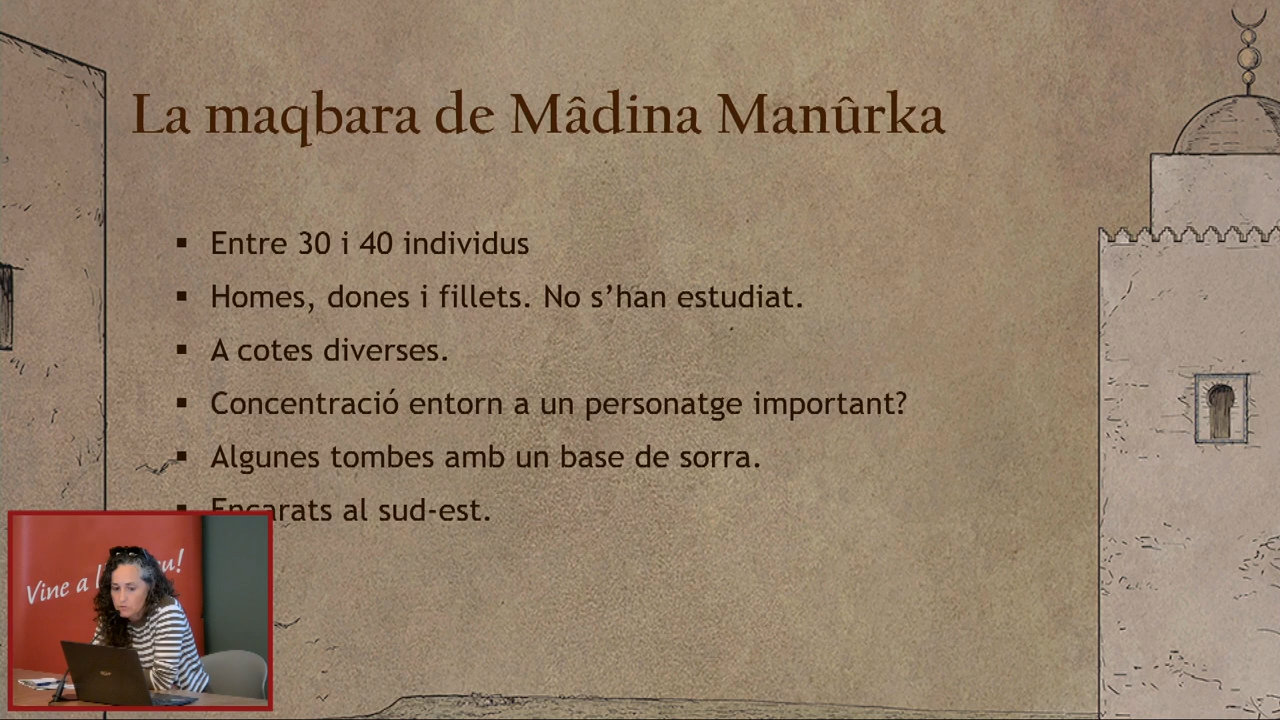 La maqbara de Mâdina Manûrka
▪ Entre 30 i 40 individus
▪ Homes, dones i fillets. No s’han estudiat.
▪ A cotes diverses.
▪ Concentració entorn a un personatge important?
▪ Algunes tombes amb un base de sorra.
▪ Encarats al sud-est.
Vine a